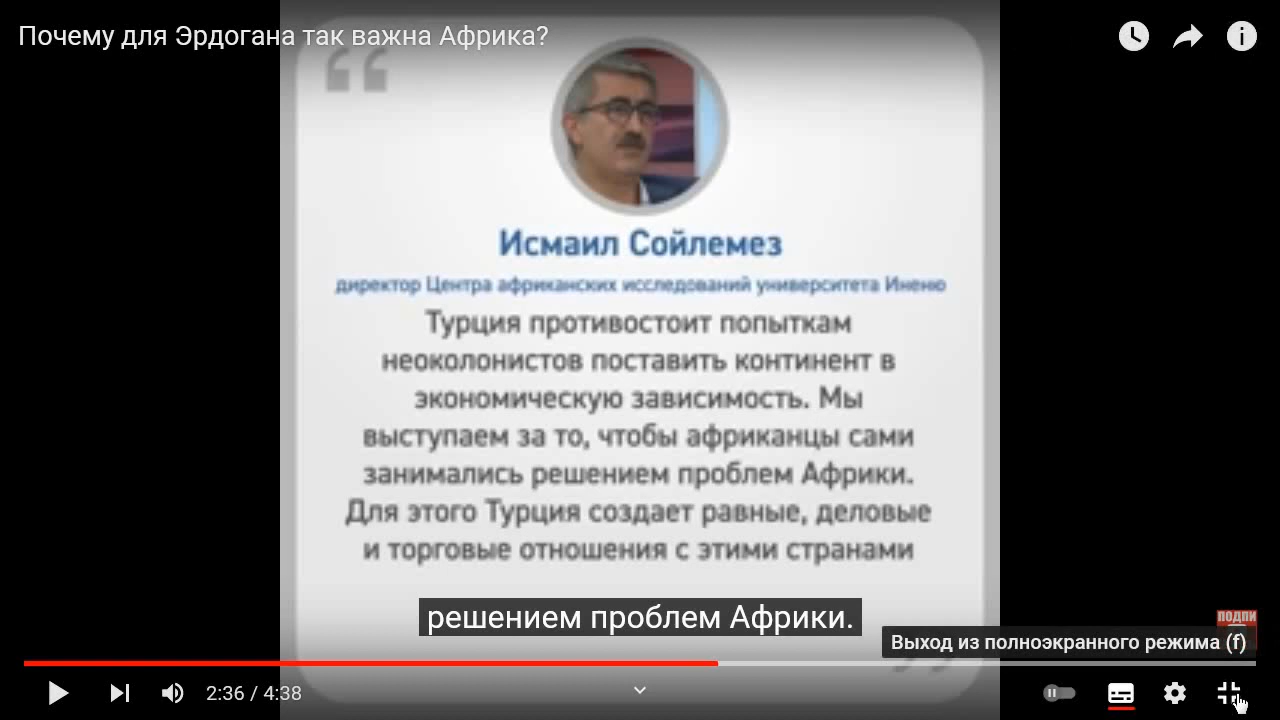 Почему для Эрдогана так важна Африка?
Исмаил Сойлемез
директор Центра африканских исследований университета Иненю
Турция противостоит попыткам
неоколонистов поставить континент в
экономическую зависимость. Мы
выступаем за то, чтобы африканцы сами
занимались решением проблем Африки.
Для этого Турция создает равные, деловые
и торговые отношения с этими странами
решением проблем Африки.
ПОДПИ
Выход из полноэкранного режима (f)
2:36 / 4:38